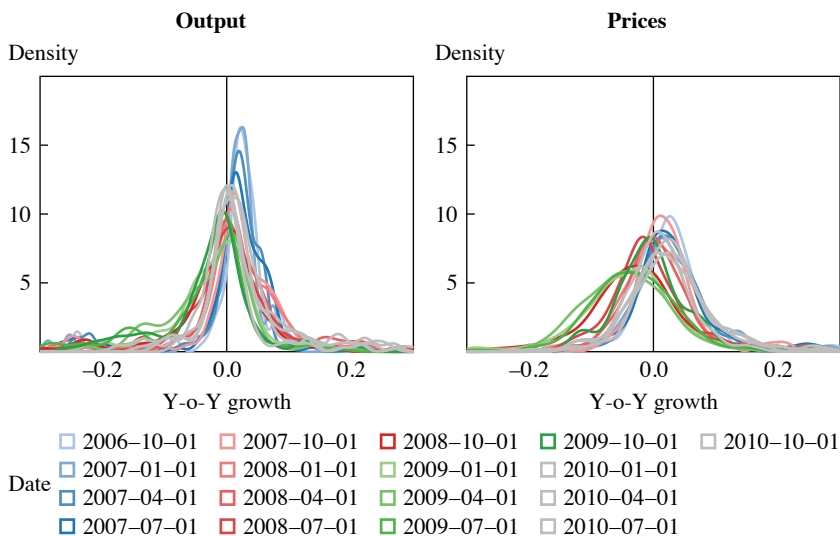 Output Prices
Density Density
15 15
10 10
5 5
−0.2 0.0 0.2 −0.2 0.0 0.2
Y-o-Y growth Y-o-Y growth
2006–10–01 2007–10–01 2008–10–01 2009–10–01 2010–10–01
2007–01–01 2008–01–01 2009–01–01 2010–01–01
Date 2007–04–01 2008–04–01 2009–04–01 2010–04–01
2007–07–01 2008–07–01 2009–07–01 2010–07–01